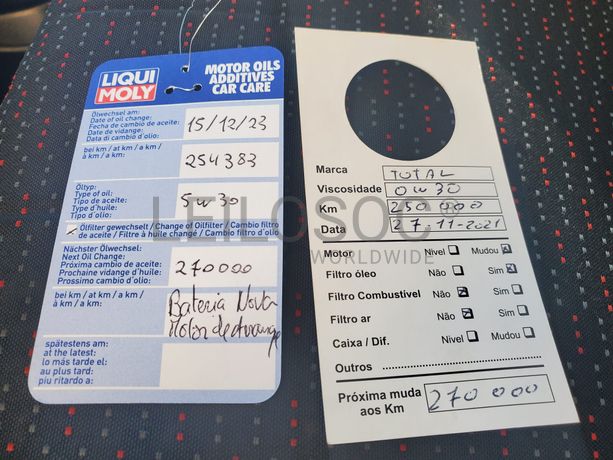 LIQUI
MOLY
MOTOR OILS
ADDITIVES
CAR CARE
Ölwechsel am:
Date of oil change:
Fecha de cambio de aceite:
Date de vidange:
Data di cambio d'olio:
15/12/23
bei km / at km / a km /
à km / a km:
254383
Öltyp:
Type of oil:
Tipo de aceite:
Type d'huile:
Tipo d'olio:
5w30
Ölfilter gewechselt / Change of Oilfilter / Cambio filtro
de aceite / Filtre à huile changé / Cambio filtro d'olio
Nächster Ölwechsel:
Next Oil Change:
Próxima cambio de aceite:
Prochaine vidange d'huile:
Prossimo cambio d'olio:
270000
bei km / at km / a km /
à km / a km:
Bateria Nova
Motor de Arranque
spätestens am:
at the latest:
lo más tarde el:
au plus tard:
piu ritardo a:
Marca TOTAL
Viscosidade 0w30
Km 250 000
Data 27-11-2021
Motor Nivel Mudou
Filtro óleo Não Sim
Filtro Combustivel Não Sim
Filtro ar Não Sim
Caixa / Dif. Nivel Mudou
Outros
Próxima muda
aos Km 270 000
LEILOSOC®
WORLDWIDE